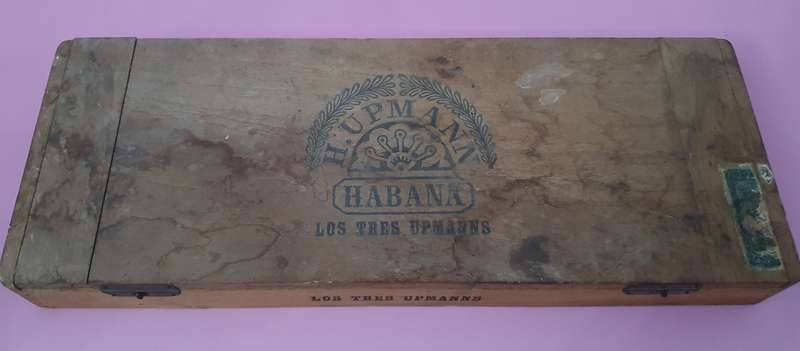 H. UPMANN
HABANA
LOS TRES UPMANNS
LOS TRES UPMANNS